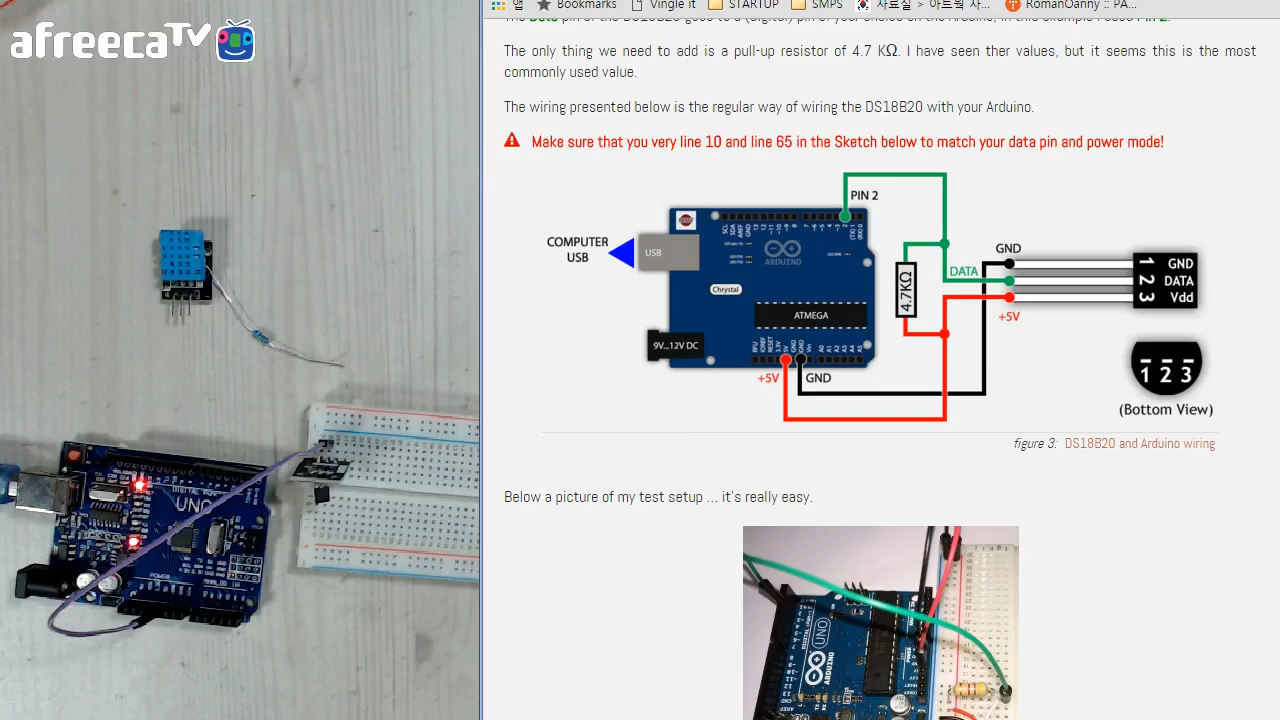 afreecaTV
앱
Bookmarks
Vingle it
STARTUP
SMPS
RomanOanny :: PA...
The only thing we need to add is a pull-up resistor of 4.7 KΩ. I have seen ther values, but it seems this is the most
commonly used value.
The wiring presented below is the regular way of wiring the DS18B20 with your Arduino.
Make sure that you very line 10 and line 65 in the Sketch below to match your data pin and power mode!
PIN 2
COMPUTER
USB
USB
ARDUINO
Chrystal
ATMEGA
9V...12V DC
+5V
GND
4.7KΩ
DATA
GND
+5V
1 GND
2 DATA
3 Vdd
1 2 3
(Bottom View)
figure 3: DS18B20 and Arduino wiring
Below a picture of my test setup ... it's really easy.
UNO
UNO
ARDUINO